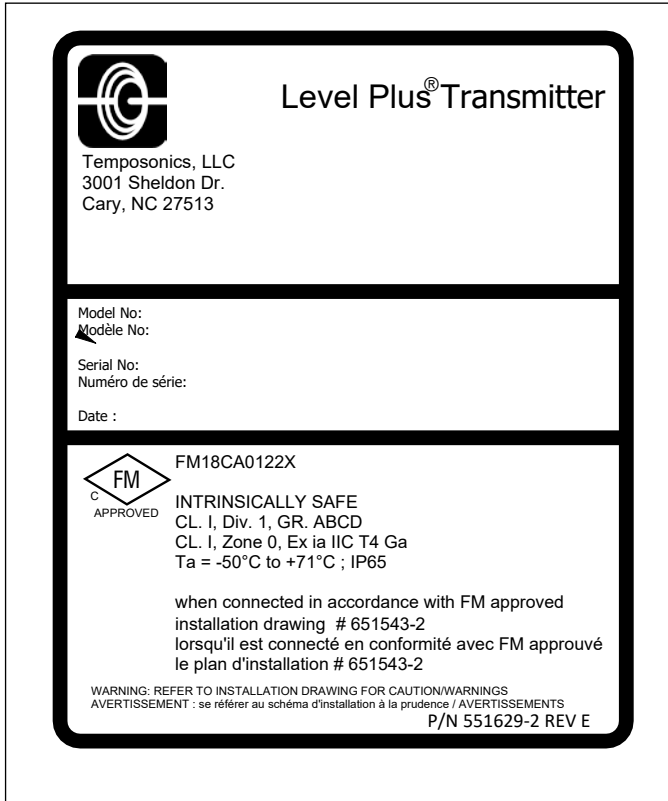 Level Plus® Transmitter
Temposonics, LLC
3001 Sheldon Dr.
Cary, NC 27513
Model No:
Modèle No:
Serial No:
Numéro de série:
Date :
FM
C
APPROVED
FM18CA0122X
INTRINSICALLY SAFE
CL. I, Div. 1, GR. ABCD
CL. I, Zone 0, Ex ia IIC T4 Ga
Ta = -50°C to +71°C ; IP65
when connected in accordance with FM approved
installation drawing # 651543-2
lorsqu'il est connecté en conformité avec FM approuvé
le plan d'installation # 651543-2
WARNING: REFER TO INSTALLATION DRAWING FOR CAUTION/WARNINGS
AVERTISSEMENT : se référer au schéma d'installation à la prudence / AVERTISSEMENTS
P/N 551629-2 REV E